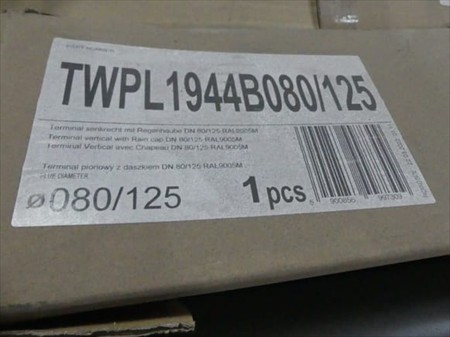 TWPL1944B080/125
Terminal senkrecht mit Regenhaube DN 80/125 RAL9005M
Terminal vertical with Rain cap DN 80/125 RAL9005M
Terminal Vertical avec Chapeau DN 80/125 RAL9005M
Terminal pionowy z daszkiem DN 80/125 RAL9005M
FLUE DIAMETER
ø080/125
1 pcs